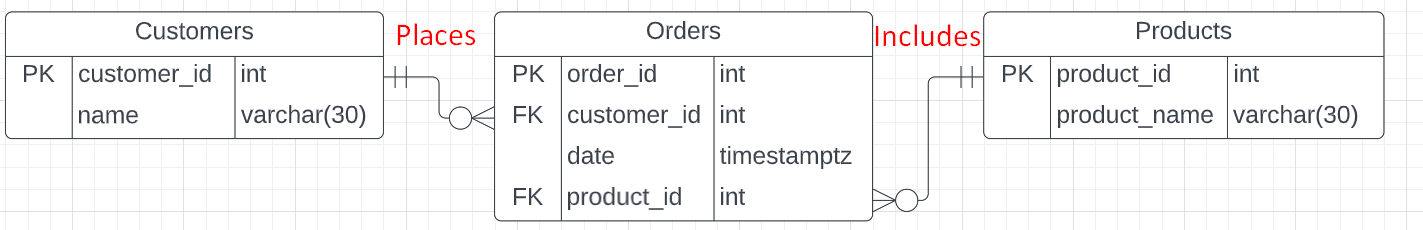 Customers
PK customer_id int
name varchar(30)
Places
Orders
PK order_id int
FK customer_id int
date timestamptz
FK product_id int
Includes
Products
PK product_id int
product_name varchar(30)